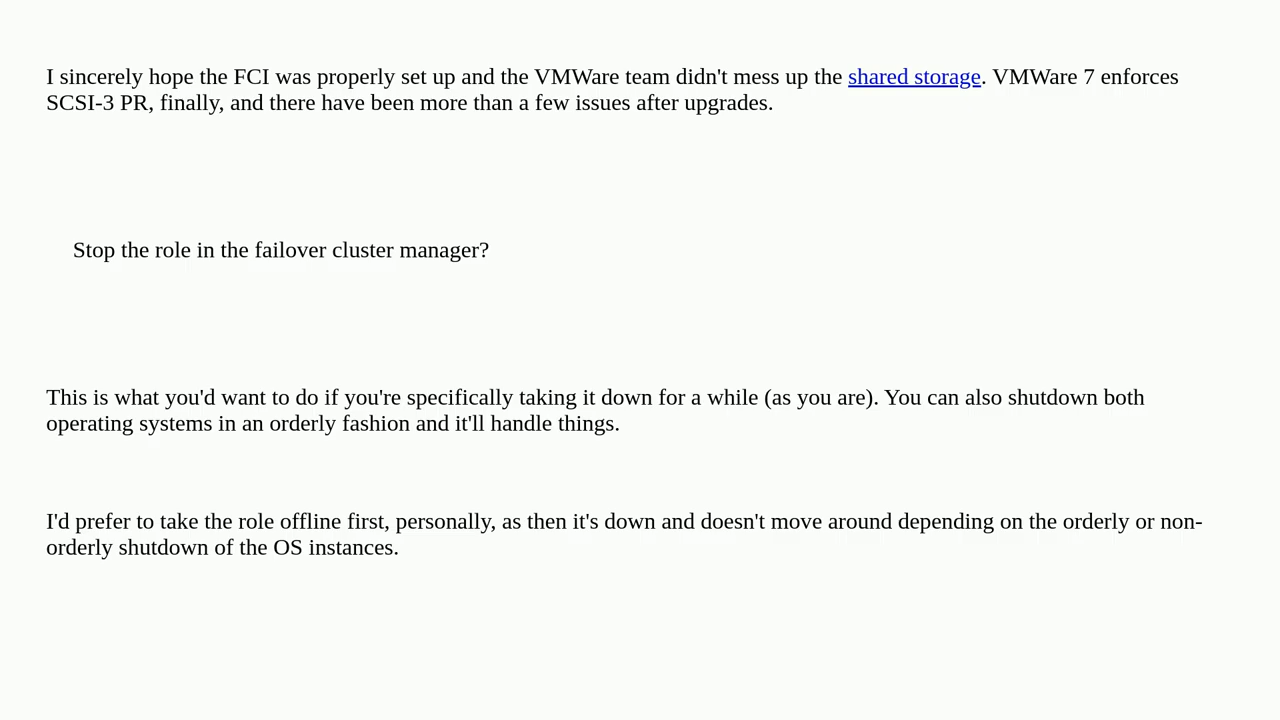 I sincerely hope the FCI was properly set up and the VMWare team didn't mess up the shared storage. VMWare 7 enforces
SCSI-3 PR, finally, and there have been more than a few issues after upgrades.
Stop the role in the failover cluster manager?
This is what you'd want to do if you're specifically taking it down for a while (as you are). You can also shutdown both
operating systems in an orderly fashion and it'll handle things.
I'd prefer to take the role offline first, personally, as then it's down and doesn't move around depending on the orderly or non-
orderly shutdown of the OS instances.